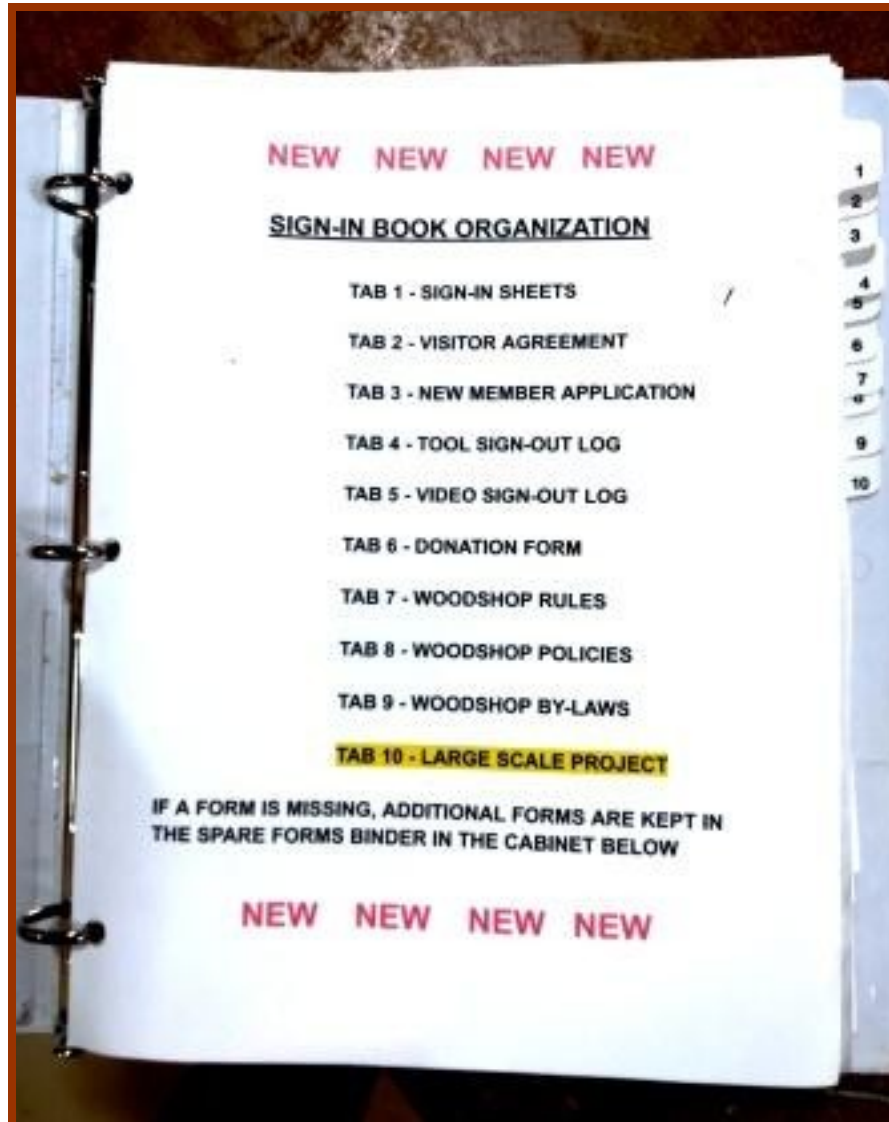 NEW NEW NEW NEW
SIGN-IN BOOK ORGANIZATION
TAB 1 - SIGN-IN SHEETS
TAB 2 - VISITOR AGREEMENT
TAB 3 - NEW MEMBER APPLICATION
TAB 4 - TOOL SIGN-OUT LOG
TAB 5 - VIDEO SIGN-OUT LOG
TAB 6 - DONATION FORM
TAB 7 - WOODSHOP RULES
TAB 8 - WOODSHOP POLICIES
TAB 9 - WOODSHOP BY-LAWS
TAB 10 - LARGE SCALE PROJECT
IF A FORM IS MISSING, ADDITIONAL FORMS ARE KEPT IN
THE SPARE FORMS BINDER IN THE CABINET BELOW
NEW NEW NEW NEW
1
2
3
4
5
6
7
8
9
10